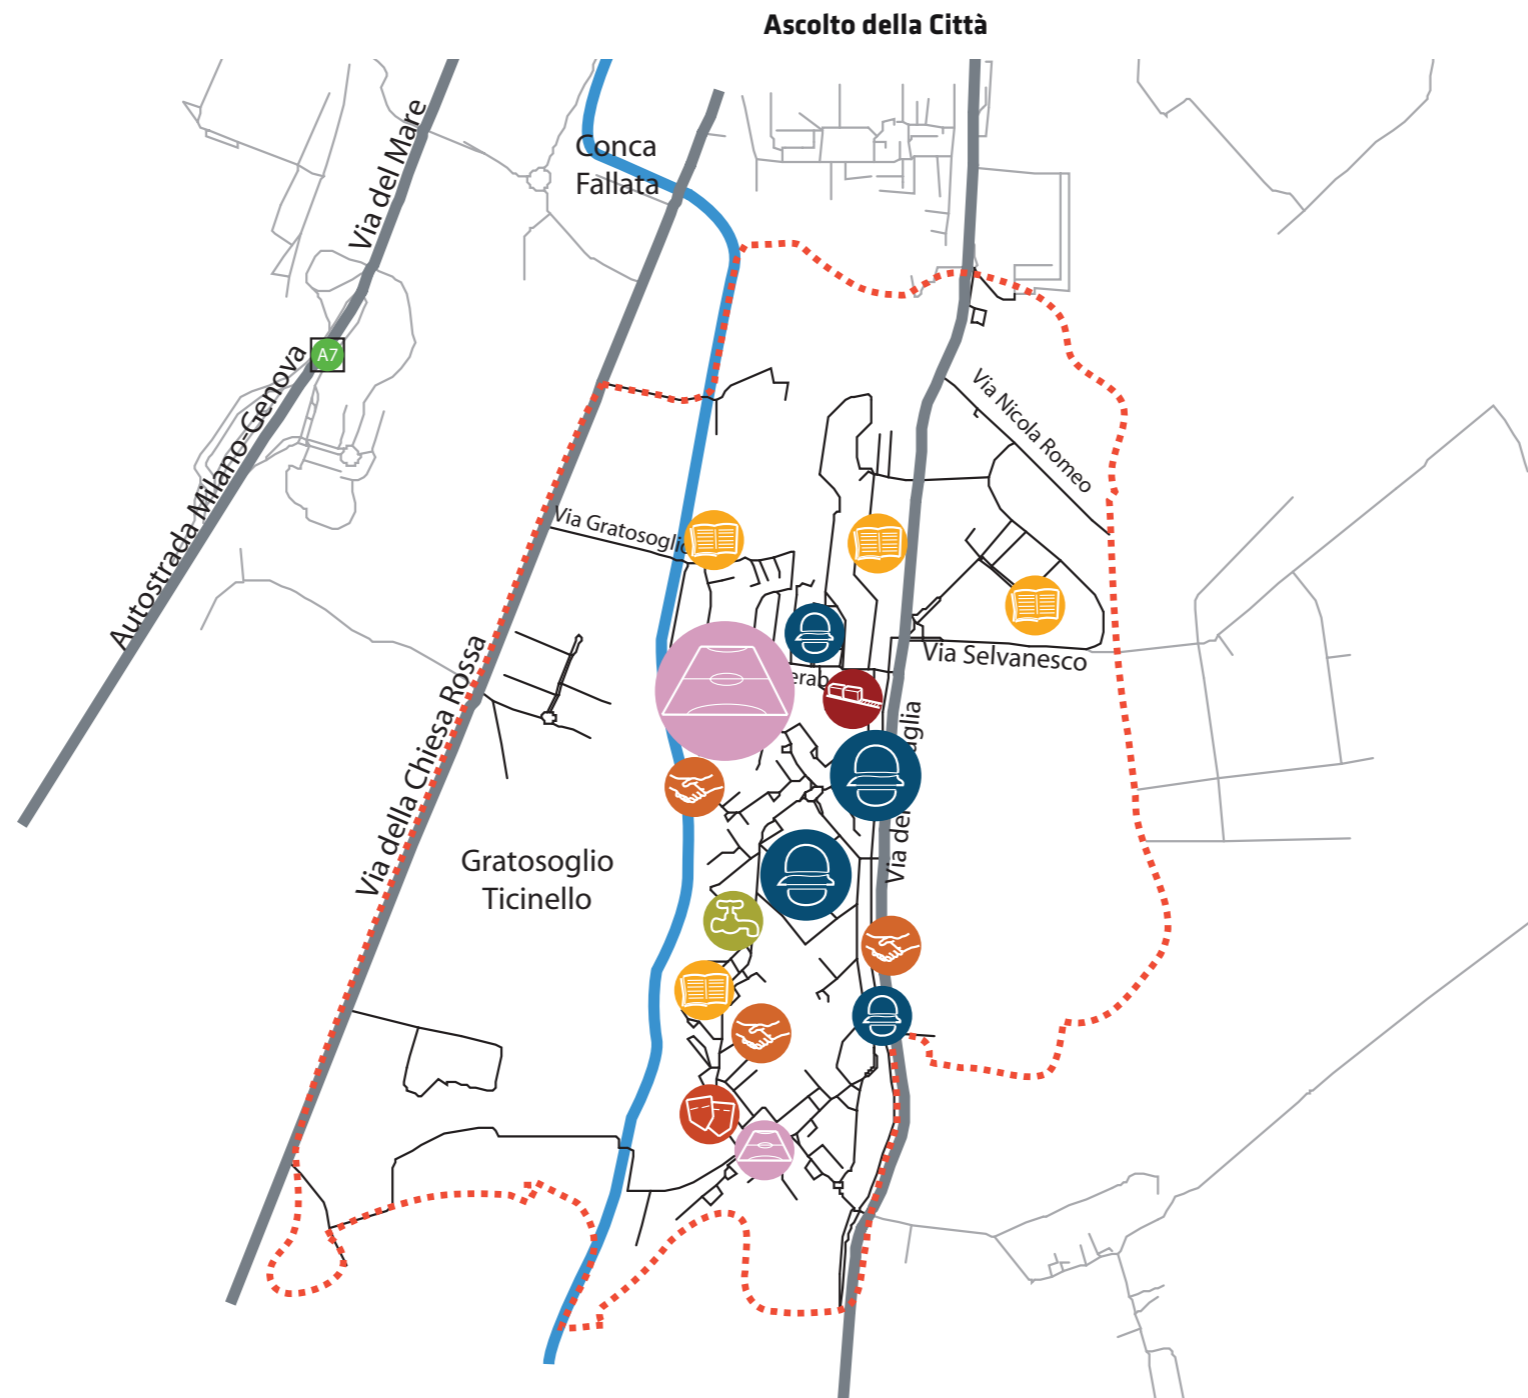 Ascolto della Città
Via del Mare
Conca
Fallata
A7
Autostrada Milano-Genova
Via Nicola Romeo
Via Gratosoglio
Via Selvanesco
Via della Chiesa Rossa
Gratosoglio
Ticinello
Via